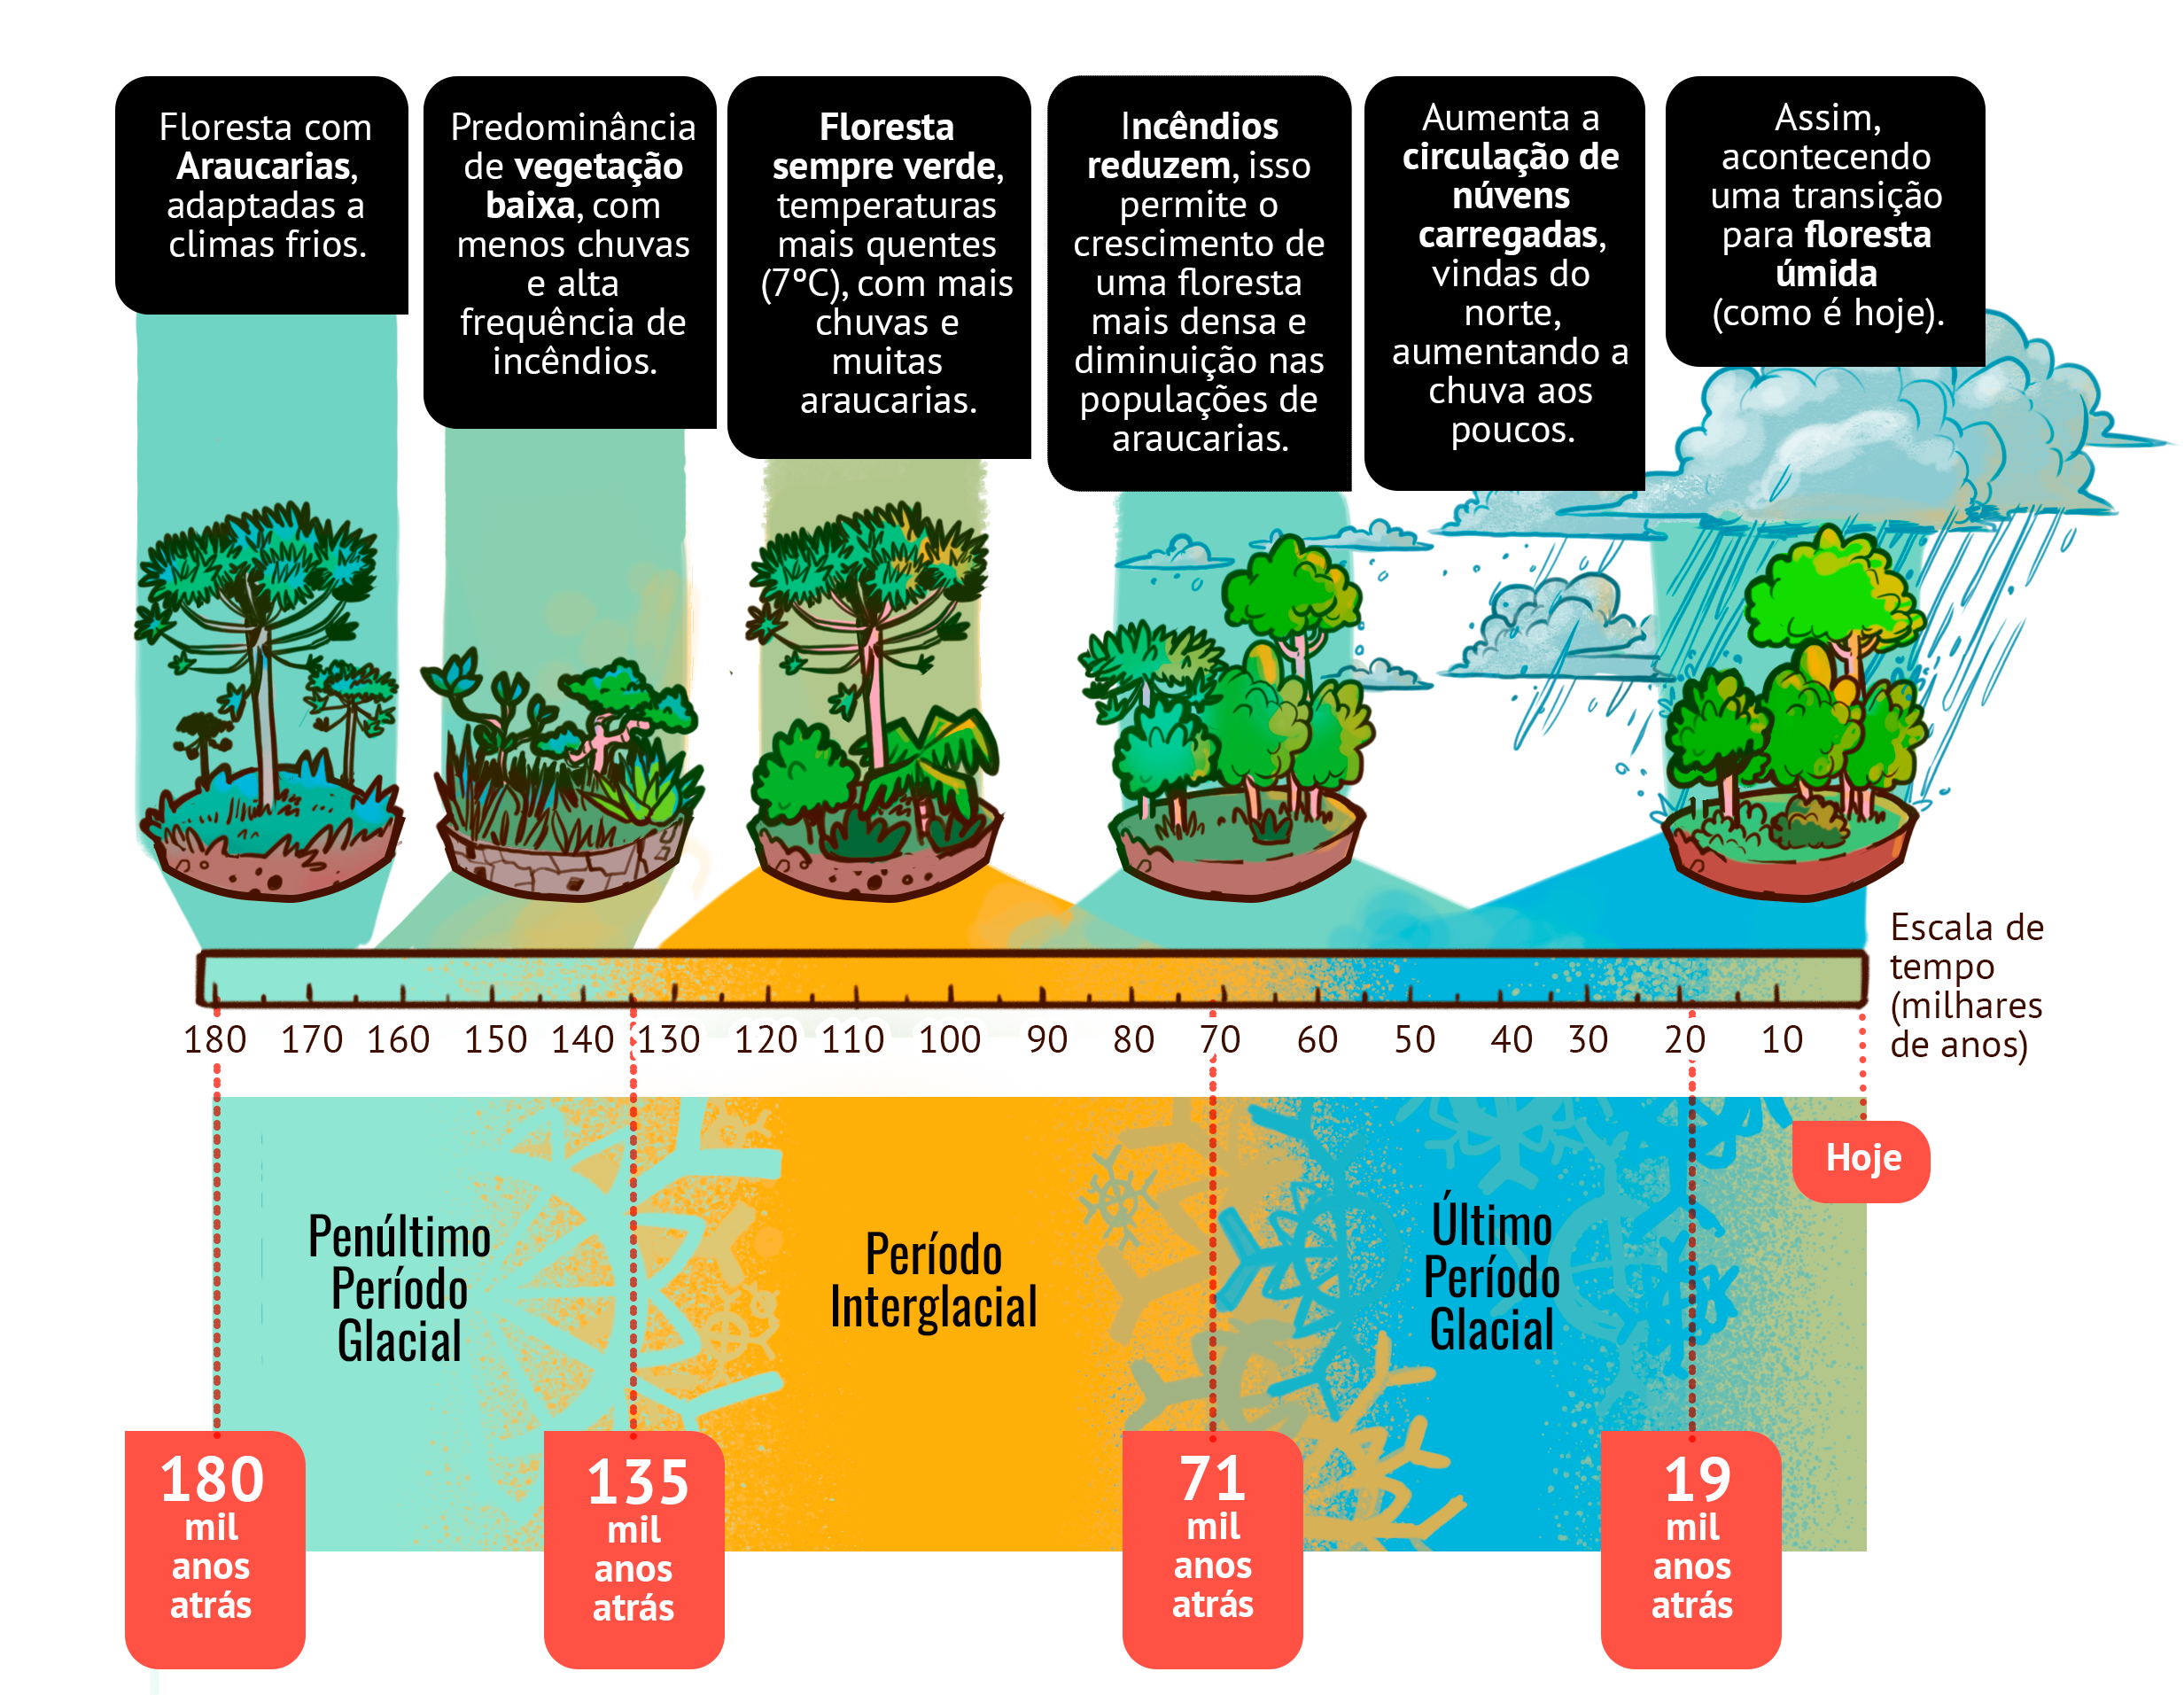 Floresta com
Araucarias,
adaptadas a
climas frios.
Predominância
de vegetação
baixa, com
menos chuvas
e alta
frequência de
incêndios.
Floresta
sempre verde,
temperaturas
mais quentes
(7ºC), com mais
chuvas e
muitas
araucarias.
Incêndios
reduzem, isso
permite o
crescimento de
uma floresta
mais densa e
diminuição nas
populações de
araucarias.
Aumenta a
circulação de
núvens
carregadas,
vindas do
norte,
aumentando a
chuva aos
poucos.
Assim,
acontecendo
uma transição
para floresta
úmida
(como é hoje).
Escala de
tempo
(milhares
de anos)
180 170 160 150 140 130 120 110 100 90 80 70 60 50 40 30 20 10
Hoje
Penúltimo
Período
Glacial
Período
Interglacial
Último
Período
Glacial
180
mil
anos
atrás
135
mil
anos
atrás
71
mil
anos
atrás
19
mil
anos
atrás